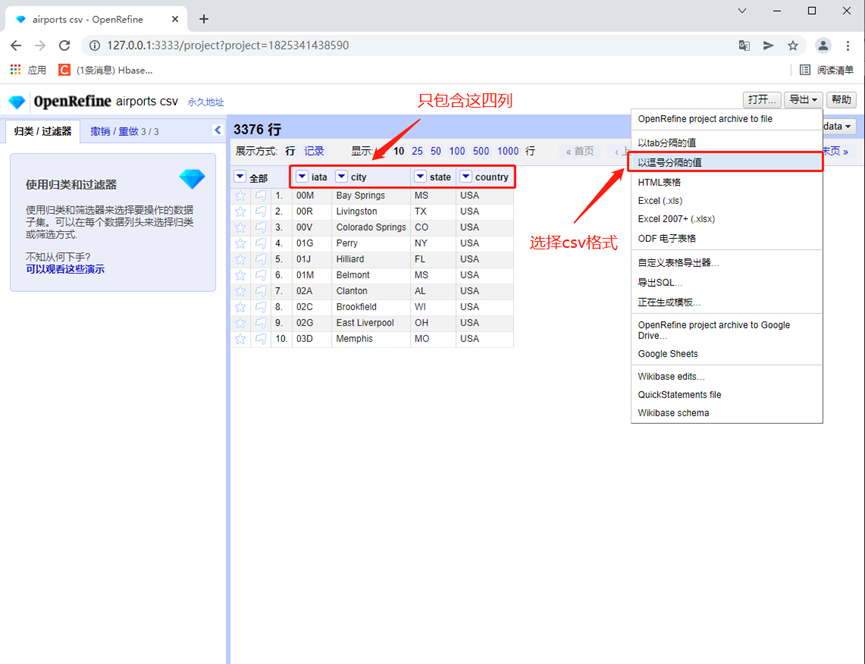 airports csv - OpenRefine
127.0.0.1:3333/project?project=1825341438590
应用
(1条消息) Hbase...
阅读清单
OpenRefine airports csv 永久地址
打开...
导出
帮助
归类 / 过滤器
撤销 / 重做 3 / 3
使用归类和过滤器
使用归类和筛选器来选择要操作的数据
子集。可以在每个数据列头来选择归类
或筛选方式.
不知从何下手?
可以观看这些演示
只包含这四列
3376 行
展示方式: 行 记录 显示: 10 25 50 100 500 1000 行 « 首页 ‹ 上
data
末页 »
全部 iata city state country
1. 00M Bay Springs MS USA
2. 00R Livingston TX USA
3. 00V Colorado Springs CO USA
4. 01G Perry NY USA
5. 01J Hilliard FL USA
6. 01M Belmont MS USA
7. 02A Clanton AL USA
8. 02C Brookfield WI USA
9. 02G East Liverpool OH USA
10. 03D Memphis MO USA
选择csv格式
OpenRefine project archive to file
以tab分隔的值
以逗号分隔的值
HTML表格
Excel (.xls)
Excel 2007+ (.xlsx)
ODF 电子表格
自定义表格导出器...
导出SQL...
正在生成模板...
OpenRefine project archive to Google
Drive...
Google Sheets
Wikibase edits...
QuickStatements file
Wikibase schema